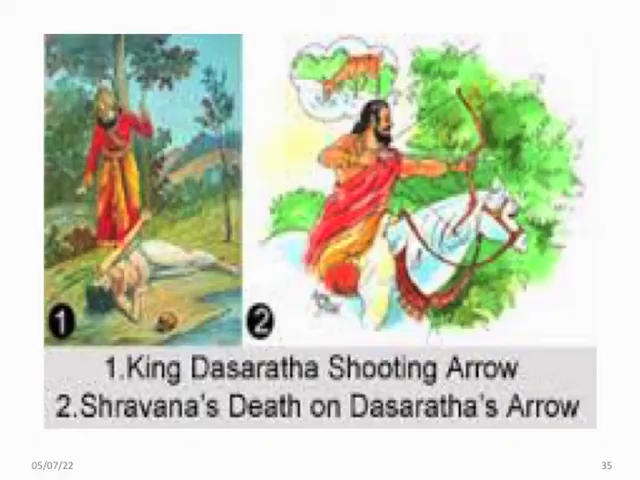 1
2
1.King Dasaratha Shooting Arrow
2.Shravana's Death on Dasaratha's Arrow
05/07/22
35